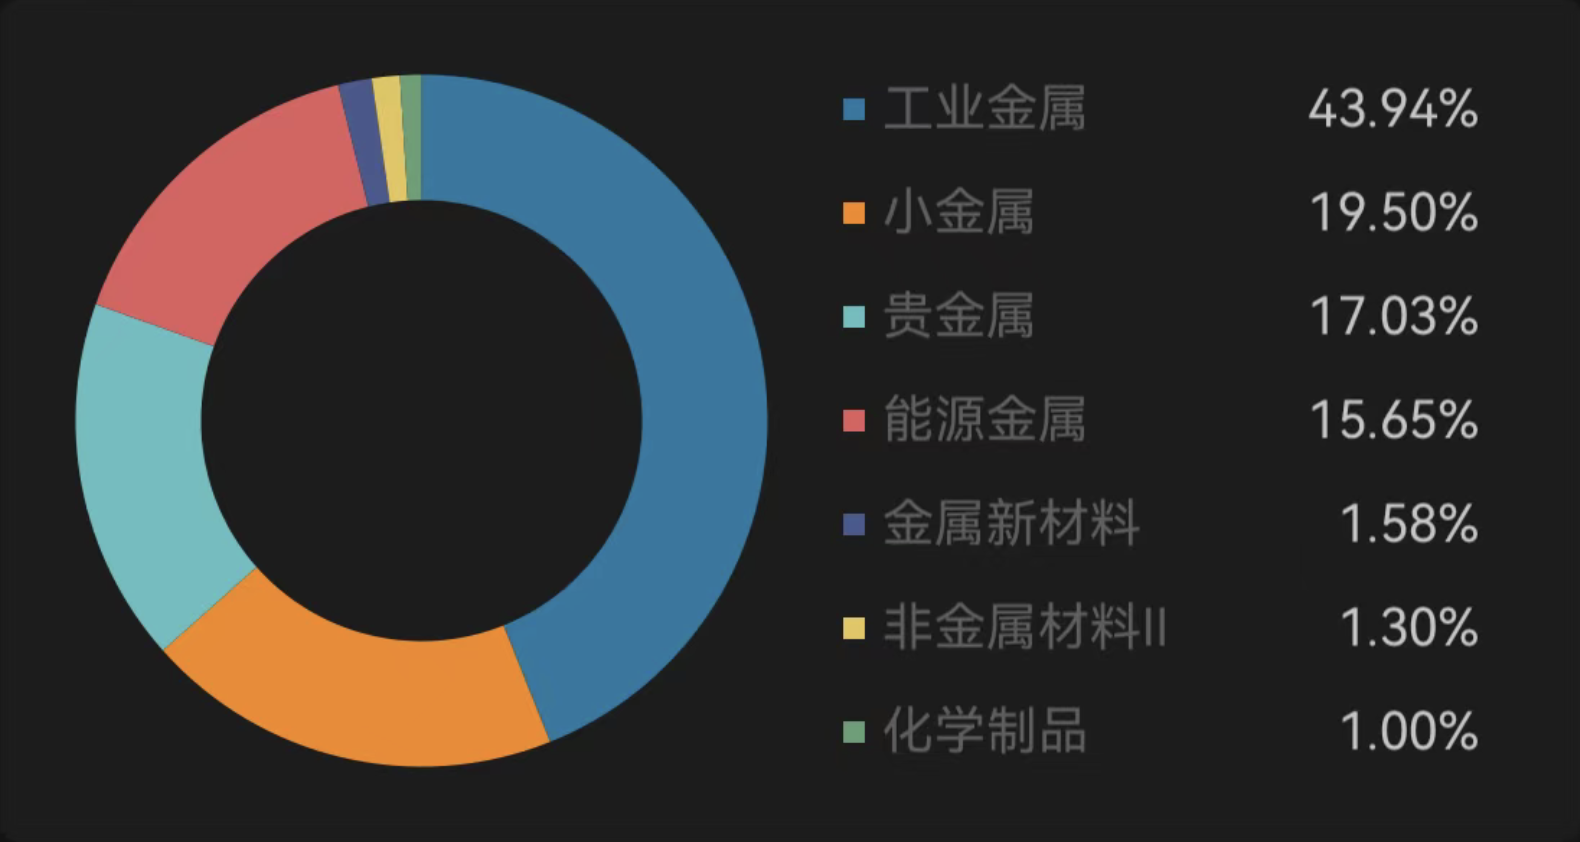 工业金属 43.94%
小金属 19.50%
贵金属 17.03%
能源金属 15.65%
金属新材料 1.58%
非金属材料II 1.30%
化学制品 1.00%